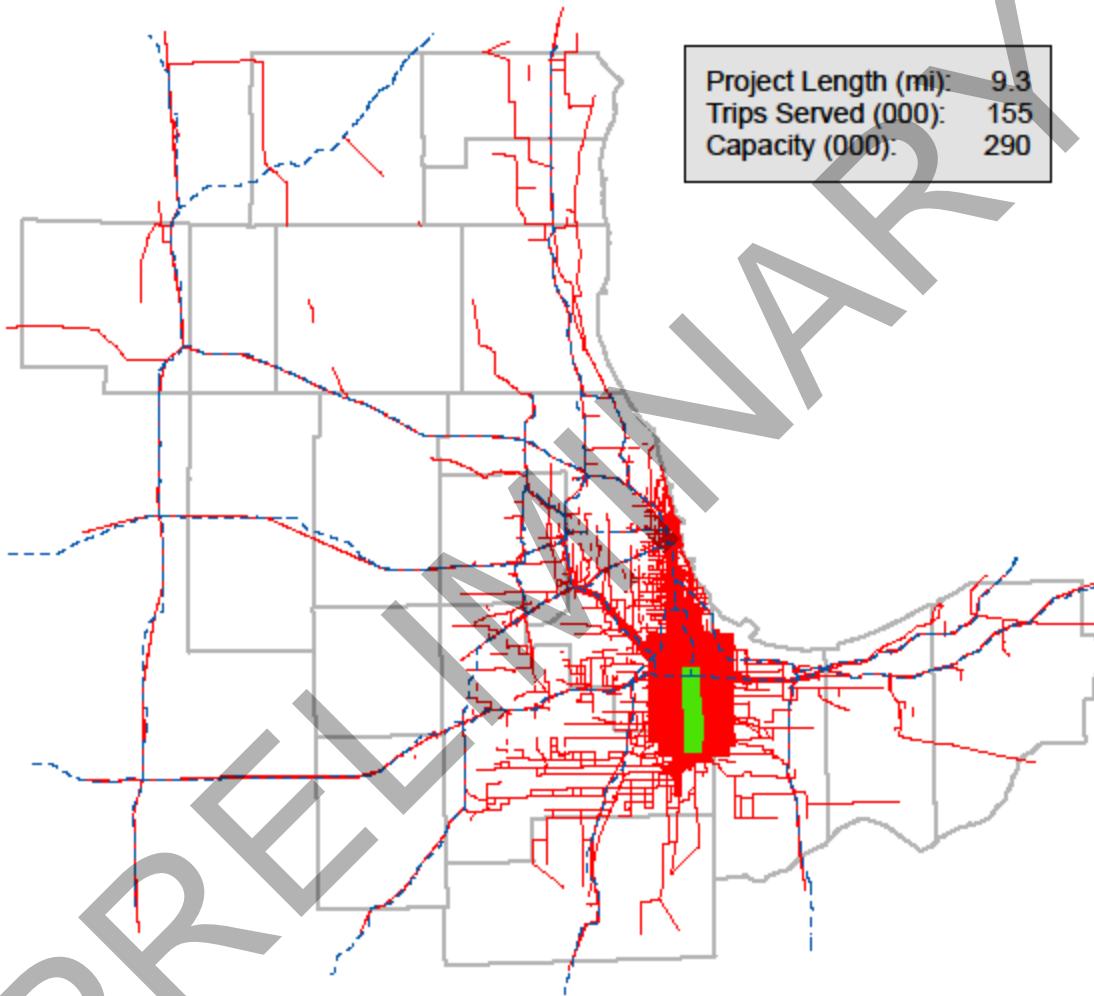 Project Length (mi): 9.3
Trips Served (000): 155
Capacity (000): 290
PRELIMINARY